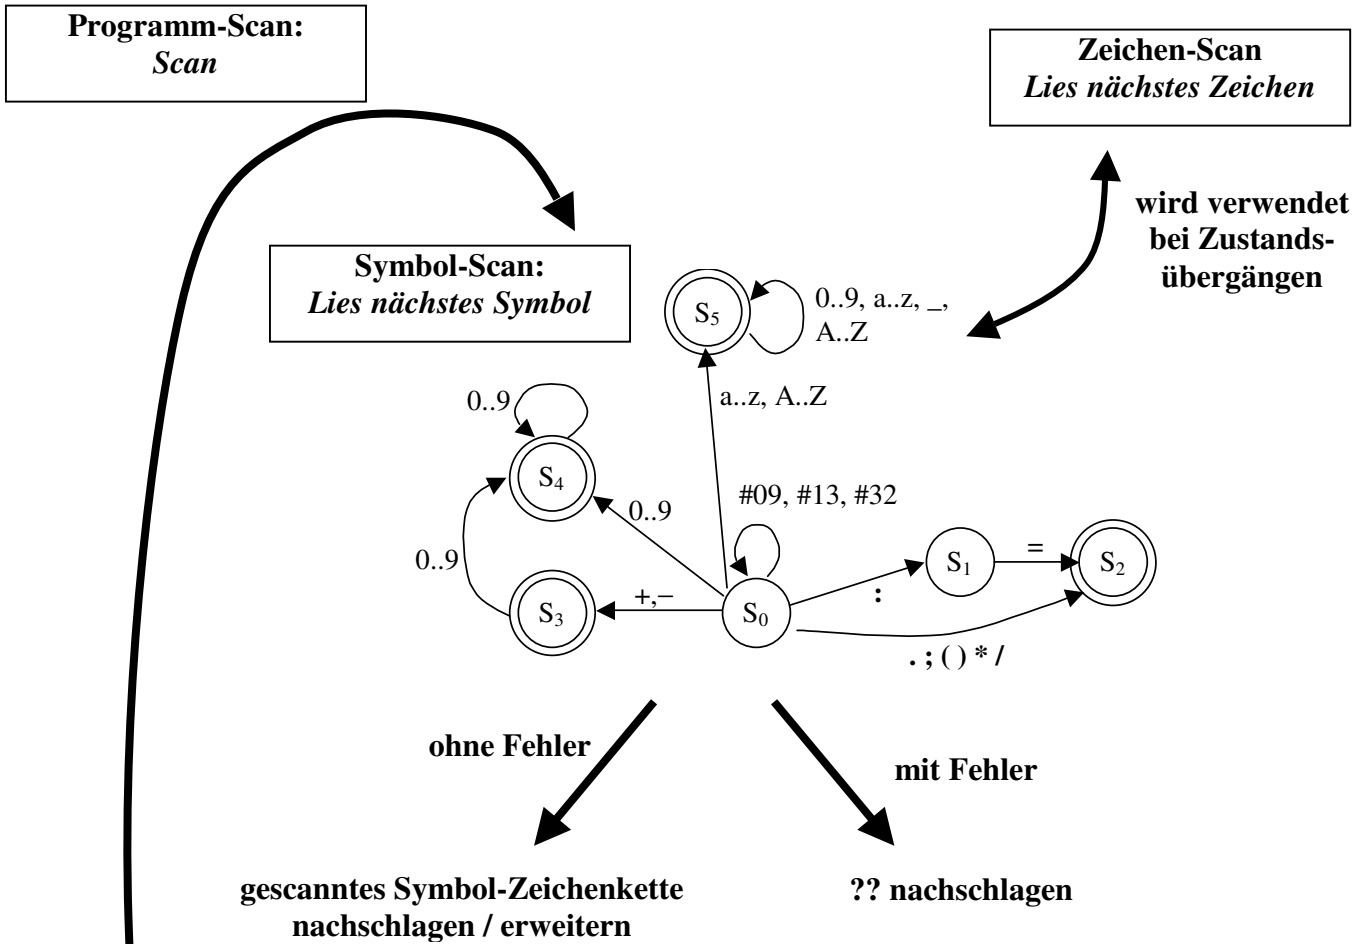 Programm-Scan:
Scan
Zeichen-Scan
Lies nächstes Zeichen
wird verwendet
bei Zustands-
übergängen
Symbol-Scan:
Lies nächstes Symbol
S5
0..9, a..z, _,
A..Z
a..z, A..Z
0..9
S4
0..9
#09, #13, #32
0..9
S3
+,−
S0
:
S1
=
S2
. ; ( ) * /
ohne Fehler
mit Fehler
gescanntes Symbol-Zeichenkette
nachschlagen / erweitern
?? nachschlagen